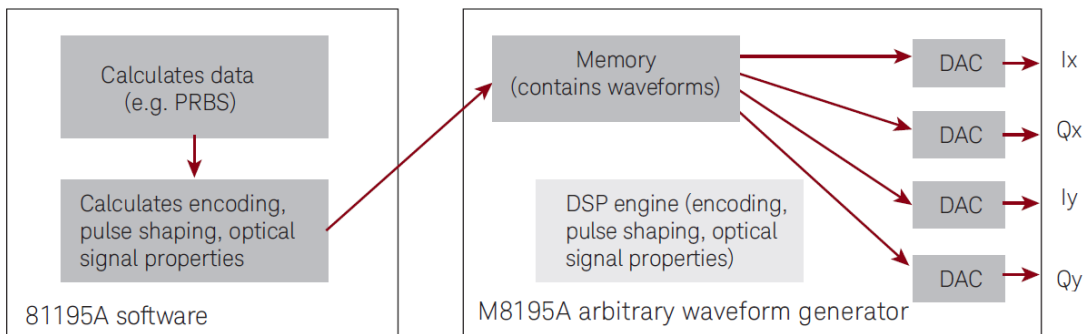 Calculates data
(e.g. PRBS)
Calculates encoding,
pulse shaping, optical
signal properties
81195A software
Memory
(contains waveforms)
DSP engine (encoding,
pulse shaping, optical
signal properties)
M8195A arbitrary waveform generator
DAC
Ix
DAC
Qx
DAC
Iy
DAC
Qy